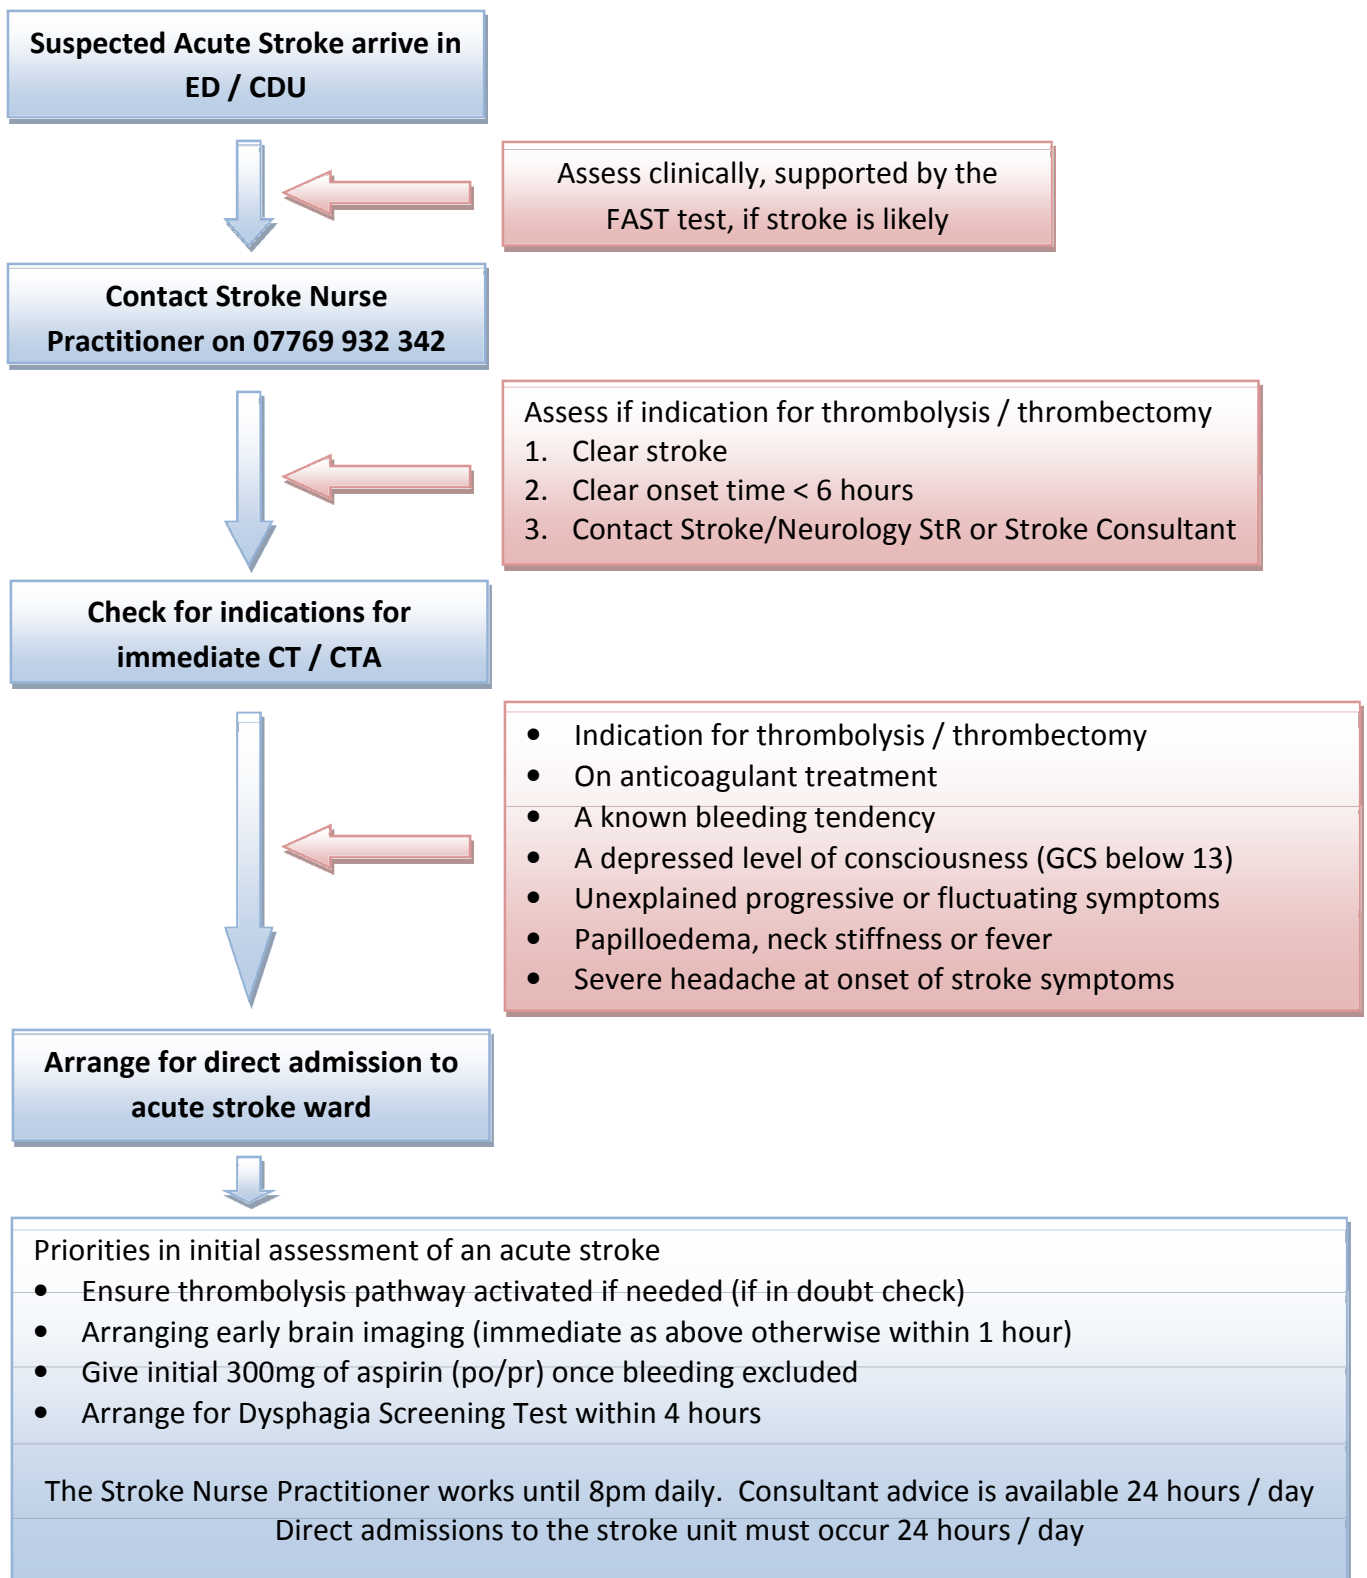 Suspected Acute Stroke arrive in
ED / CDU
Assess clinically, supported by the
FAST test, if stroke is likely
Contact Stroke Nurse
Practitioner on 07769 932 342
Assess if indication for thrombolysis / thrombectomy
1. Clear stroke
2. Clear onset time < 6 hours
3. Contact Stroke/Neurology StR or Stroke Consultant
Check for indications for
immediate CT / CTA
• Indication for thrombolysis / thrombectomy
• On anticoagulant treatment
• A known bleeding tendency
• A depressed level of consciousness (GCS below 13)
• Unexplained progressive or fluctuating symptoms
• Papilloedema, neck stiffness or fever
• Severe headache at onset of stroke symptoms
Arrange for direct admission to
acute stroke ward
Priorities in initial assessment of an acute stroke
• Ensure thrombolysis pathway activated if needed (if in doubt check)
• Arranging early brain imaging (immediate as above otherwise within 1 hour)
• Give initial 300mg of aspirin (po/pr) once bleeding excluded
• Arrange for Dysphagia Screening Test within 4 hours
The Stroke Nurse Practitioner works until 8pm daily. Consultant advice is available 24 hours / day
Direct admissions to the stroke unit must occur 24 hours / day